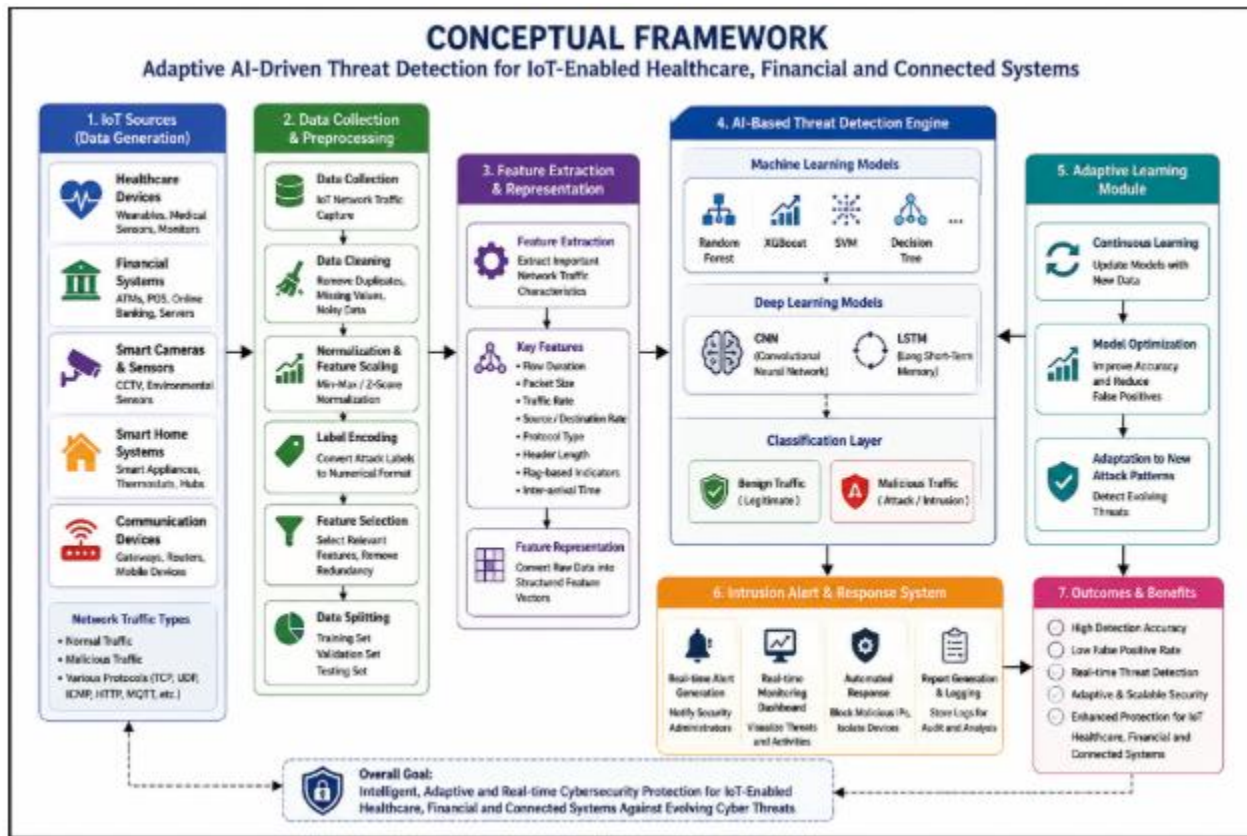 CONCEPTUAL FRAMEWORK
Adaptive AI-Driven Threat Detection for IoT-Enabled Healthcare, Financial and Connected Systems
1. IoT Sources
(Data Generation)
Healthcare
Devices
Wearables, Medical
Sensors, Monitors
Financial
Systems
ATMs, POS, Online
Banking, Servers
Smart Cameras
& Sensors
CCTV, Environmental
Sensors
Smart Home
Systems
Smart Appliances,
Thermostats, Hubs
Communication
Devices
Gateways, Routers,
Mobile Devices
Network Traffic Types
• Normal Traffic
• Malicious Traffic
• Various Protocols (TCP, UDP,
ICMP, HTTP, MQTT, etc.)
2. Data Collection
& Preprocessing
Data Collection
IoT Network Traffic
Capture
Data Cleaning
Remove Duplicates,
Missing Values,
Noisy Data
Normalization &
Feature Scaling
Min-Max / Z-Score
Normalization
Label Encoding
Convert Attack Labels
to Numerical Format
Feature Selection
Select Relevant
Features, Remove
Redundancy
Data Splitting
Training Set
Validation Set
Testing Set
3. Feature Extraction
& Representation
Feature Extraction
Extract Important
Network Traffic
Characteristics
Key Features
• Flow Duration
• Packet Size
• Traffic Rate
• Source / Destination Rate
• Protocol Type
• Header Length
• Flag-based Indicators
• Inter-arrival Time
Feature Representation
Convert Raw Data into
Structured Feature
Vectors
4. AI-Based Threat Detection Engine
Machine Learning Models
Random
Forest
XGBoost
SVM
Decision
Tree
...
Deep Learning Models
CNN
(Convolutional
Neural Network)
LSTM
(Long Short-Term
Memory)
Classification Layer
Benign Traffic
(Legitimate)
Malicious Traffic
(Attack / Intrusion)
5. Adaptive Learning
Module
Continuous Learning
Update Models with
New Data
Model Optimization
Improve Accuracy
and Reduce
False Positives
Adaptation to New
Attack Patterns
Detect Evolving
Threats
6. Intrusion Alert & Response System
Real-time Alert
Generation
Notify Security
Administrators
Real-time
Monitoring
Dashboard
Visualize Threats
and Activities
Automated
Response
Block Malicious IPs,
Isolate Devices
Report Generation
& Logging
Store Logs for
Audit and Analysis
7. Outcomes & Benefits
High Detection Accuracy
Low False Positive Rate
Real-time Threat Detection
Adaptive & Scalable Security
Enhanced Protection for IoT
Healthcare, Financial and
Connected Systems
Overall Goal:
Intelligent, Adaptive and Real-time Cybersecurity Protection for IoT-Enabled
Healthcare, Financial and Connected Systems Against Evolving Cyber Threats